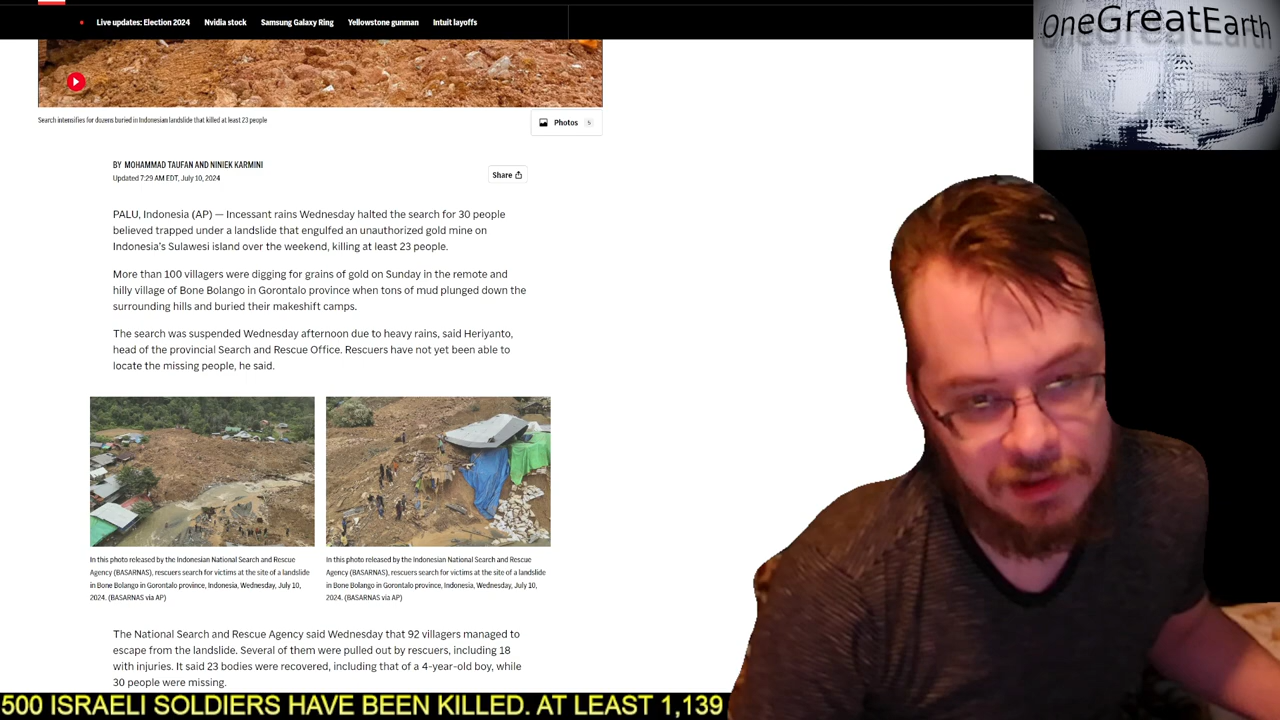 Live updates: Election 2024 Nvidia stock Samsung Galaxy Ring Yellowstone gunman Intuit layoffs
OneGreatEarth
Search intensifies for dozens buried in Indonesian landslide that killed at least 23 people
Photos 5
BY MOHAMMAD TAUFAN AND NINIEK KARMINI
Updated 7:29 AM EDT, July 10, 2024
Share
PALU, Indonesia (AP) — Incessant rains Wednesday halted the search for 30 people
believed trapped under a landslide that engulfed an unauthorized gold mine on
Indonesia's Sulawesi island over the weekend, killing at least 23 people.
More than 100 villagers were digging for grains of gold on Sunday in the remote and
hilly village of Bone Bolango in Gorontalo province when tons of mud plunged down the
surrounding hills and buried their makeshift camps.
The search was suspended Wednesday afternoon due to heavy rains, said Heriyanto,
head of the provincial Search and Rescue Office. Rescuers have not yet been able to
locate the missing people, he said.
In this photo released by the Indonesian National Search and Rescue
Agency (BASARNAS), rescuers search for victims at the site of a landslide
in Bone Bolango in Gorontalo province, Indonesia, Wednesday, July 10,
2024. (BASARNAS via AP)
In this photo released by the Indonesian National Search and Rescue
Agency (BASARNAS), rescuers search for victims at the site of a landslide
in Bone Bolango in Gorontalo province, Indonesia, Wednesday, July 10,
2024. (BASARNAS via AP)
The National Search and Rescue Agency said Wednesday that 92 villagers managed to
escape from the landslide. Several of them were pulled out by rescuers, including 18
with injuries. It said 23 bodies were recovered, including that of a 4-year-old boy, while
30 people were missing.
500 ISRAELI SOLDIERS HAVE BEEN KILLED. AT LEAST 1,139